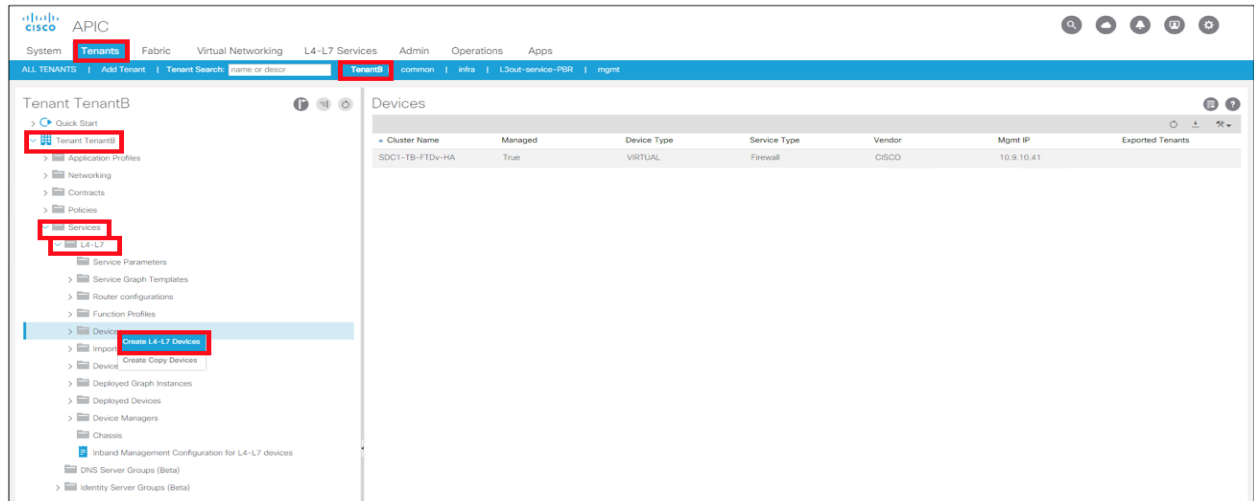 CISCO APIC
System Tenants Fabric Virtual Networking L4-L7 Services Admin Operations Apps
ALL TENANTS | Add Tenant | Tenant Search: name or descr | TenantB | common | infra | L3out-service-PBR | mgmt
Tenant TenantB
Quick Start
Tenant TenantB
Application Profiles
Networking
Contracts
Policies
Services
L4-L7
Service Parameters
Service Graph Templates
Router configurations
Function Profiles
Device
Create L4-L7 Devices
Import
Create Copy Devices
Device
Deployed Graph Instances
Deployed Devices
Device Managers
Chassis
Inband Management Configuration for L4-L7 devices
DNS Server Groups (Beta)
Identity Server Groups (Beta)
Devices
Cluster Name Managed Device Type Service Type Vendor Mgmt IP Exported Tenants
SDC1-TB-FTDv-HA True VIRTUAL Firewall CISCO 10.9.10.41